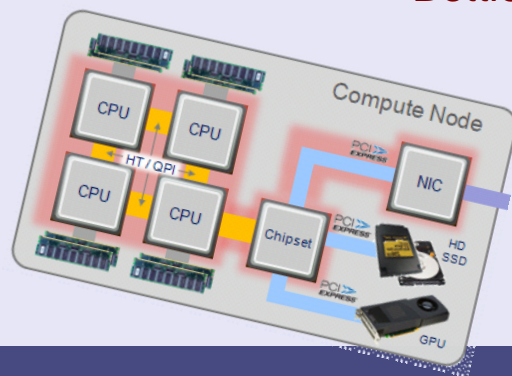 Compute Node
CPU
CPU
HT / QPI
CPU
CPU
Chipset
PCI EXPRESS
NIC
PCI EXPRESS
HD
SSD
PCI EXPRESS
GPU